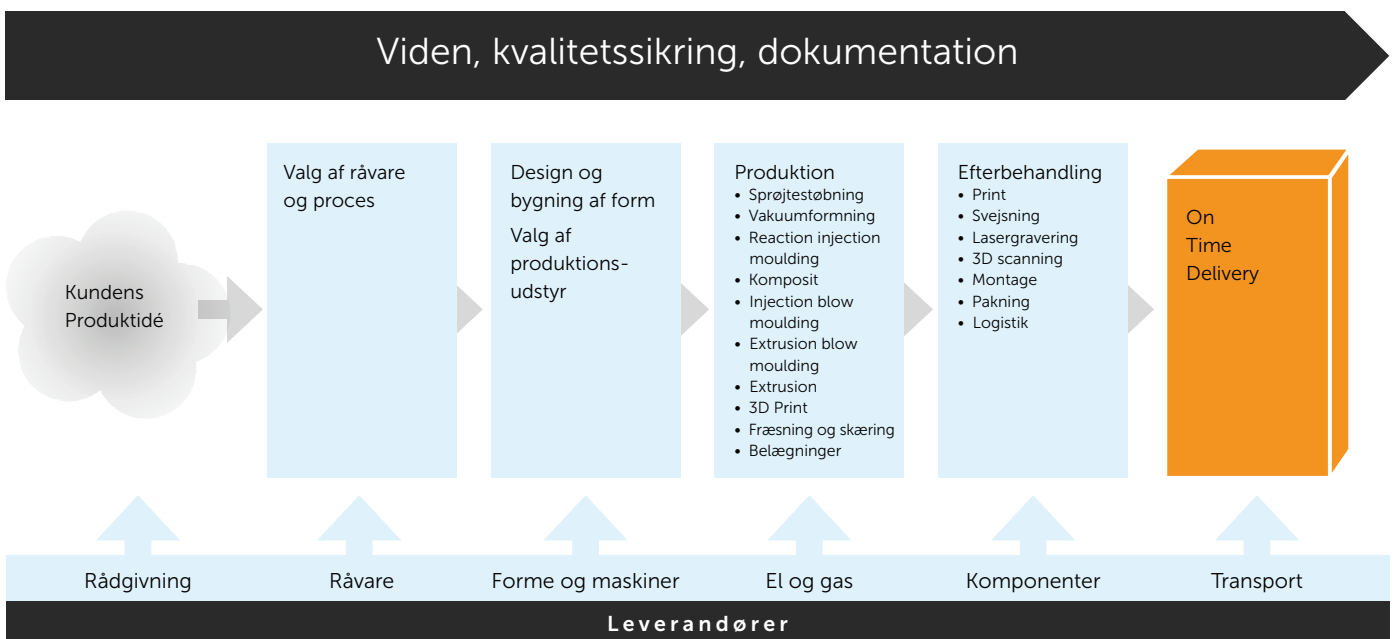 Viden, kvalitetssikring, dokumentation
Kundens
Produktidé
Valg af råvare
og proces
Design og
bygning af form
Valg af
produktions-
udstyr
Produktion
• Sprøjtestøbning
• Vakuumformning
• Reaction injection
moulding
• Komposit
• Injection blow
moulding
• Extrusion blow
moulding
• Extrusion
• 3D Print
• Fræsning og skæring
• Belægninger
Efterbehandling
• Print
• Svejsning
• Lasergravering
• 3D scanning
• Montage
• Pakning
• Logistik
On
Time
Delivery
Rådgivning
Råvare
Forme og maskiner
El og gas
Komponenter
Transport
Leverandører